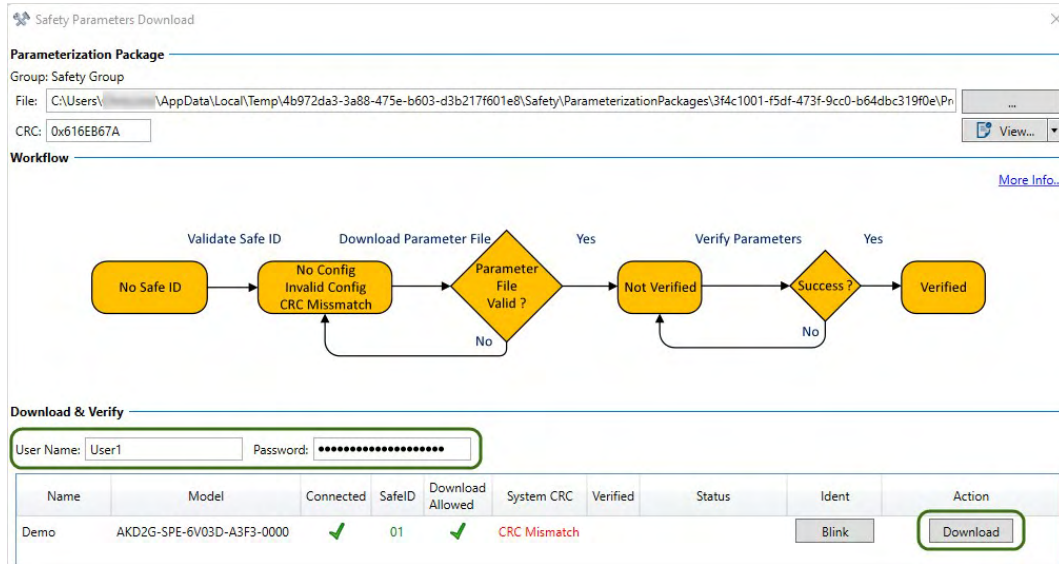 Safety Parameters Download
Parameterization Package
Group: Safety Group
File: C:\Users\ \AppData\Local\Temp\4b972da3-3a88-475e-b603-d3b217f601e8\Safety\ParameterizationPackages\3f4c1001-f5df-473f-9cc0-b64dbc319f0e\Pr ...
CRC: 0x616EB67A View...
Workflow
More Info..
Validate Safe ID Download Parameter File Yes Verify Parameters Yes
No Safe ID
No Config
Invalid Config
CRC Missmatch
Parameter
File
Valid ?
Not Verified
Success ?
Verified
No
No
Download & Verify
User Name: User1 Password: ••••••••••••••••••••
Name Model Connected SafeID Download Allowed System CRC Verified Status Ident Action
Demo AKD2G-SPE-6V03D-A3F3-0000 01 CRC Mismatch Blink Download